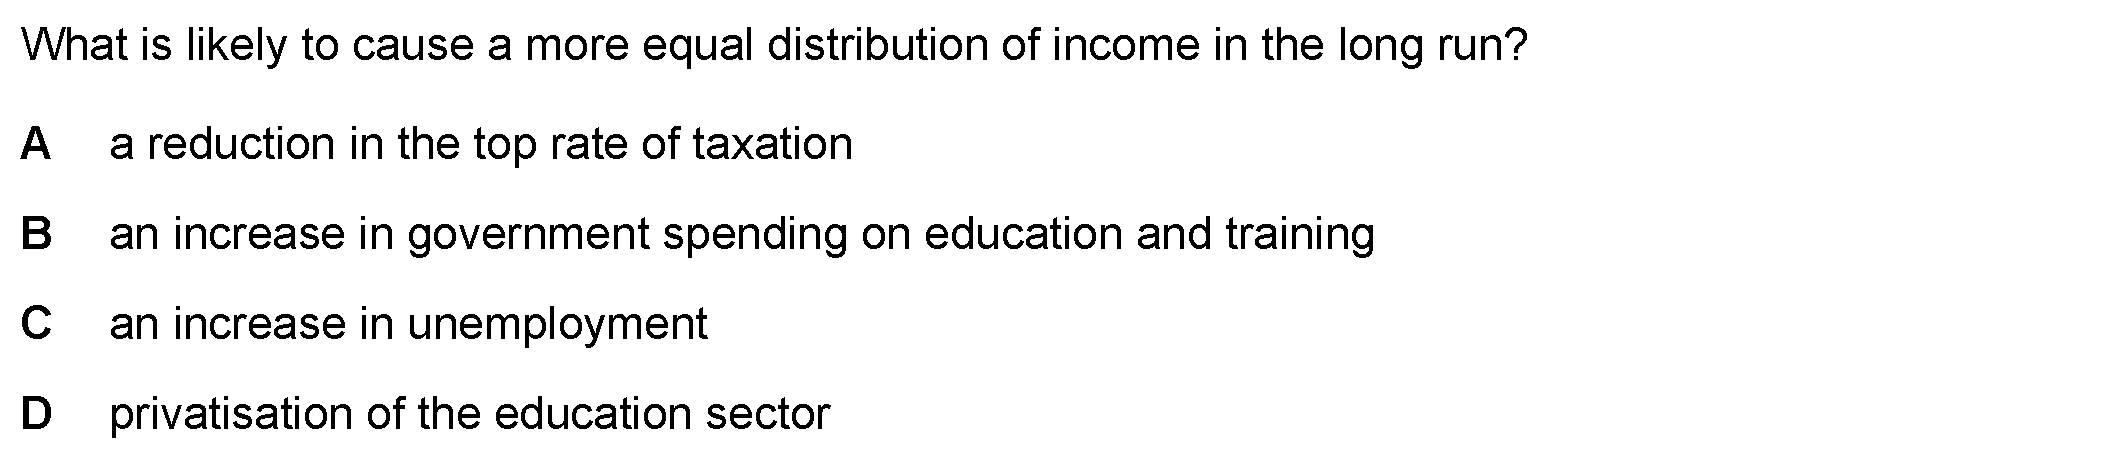 What is likely to cause a more equal distribution of income in the long run?
A a reduction in the top rate of taxation
B an increase in government spending on education and training
C an increase in unemployment
D privatisation of the education sector